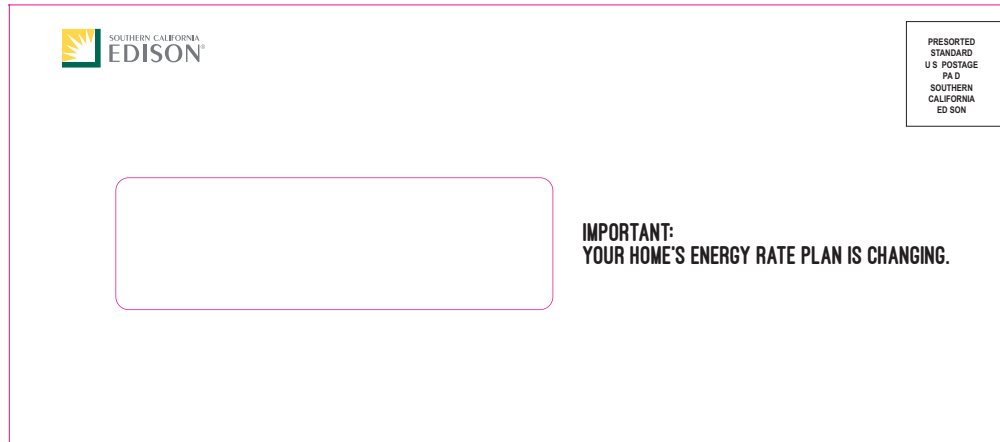 SOUTHERN CALIFORNIA
EDISON®
PRESORTED
STANDARD
U S POSTAGE
PA D
SOUTHERN
CALIFORNIA
ED SON
IMPORTANT:
YOUR HOME'S ENERGY RATE PLAN IS CHANGING.